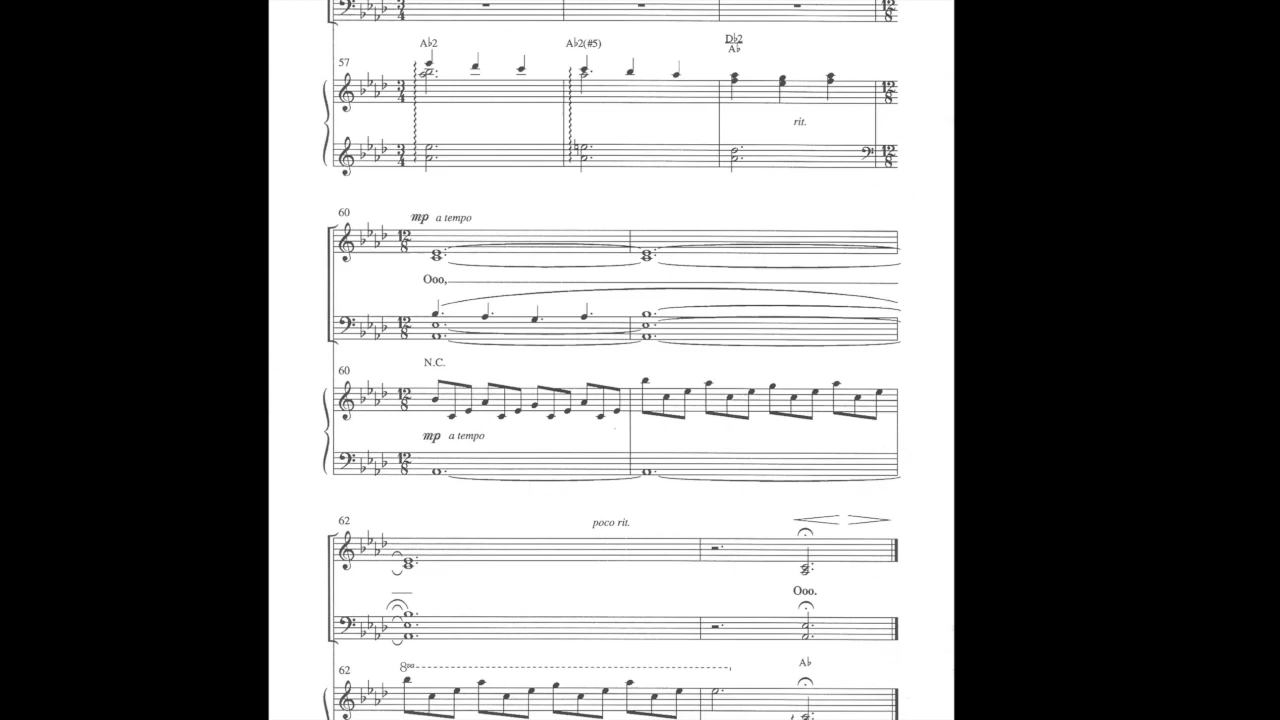 A♭2 A♭2(#5) D♭2
A♭
57
rit.
60 mp a tempo
Ooo,
N.C.
60
mp a tempo
62 poco rit.
Ooo.
A♭
8va
62